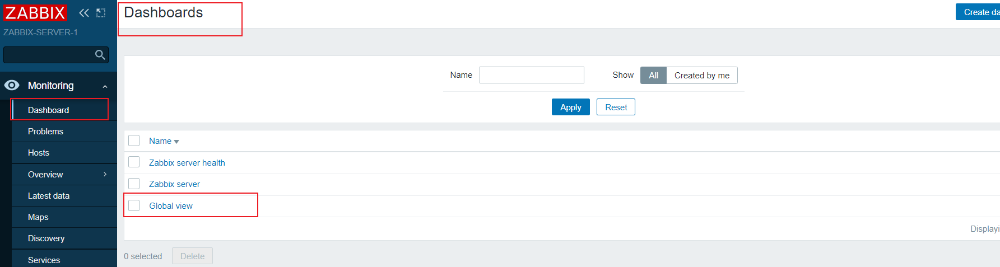 ZABBIX
ZABBIX-SERVER-1
Monitoring
Dashboard
Problems
Hosts
Overview
Latest data
Maps
Discovery
Services
Dashboards
Create da
Name
Show All Created by me
Apply Reset
Name
Zabbix server health
Zabbix server
Global view
Displayi
0 selected Delete